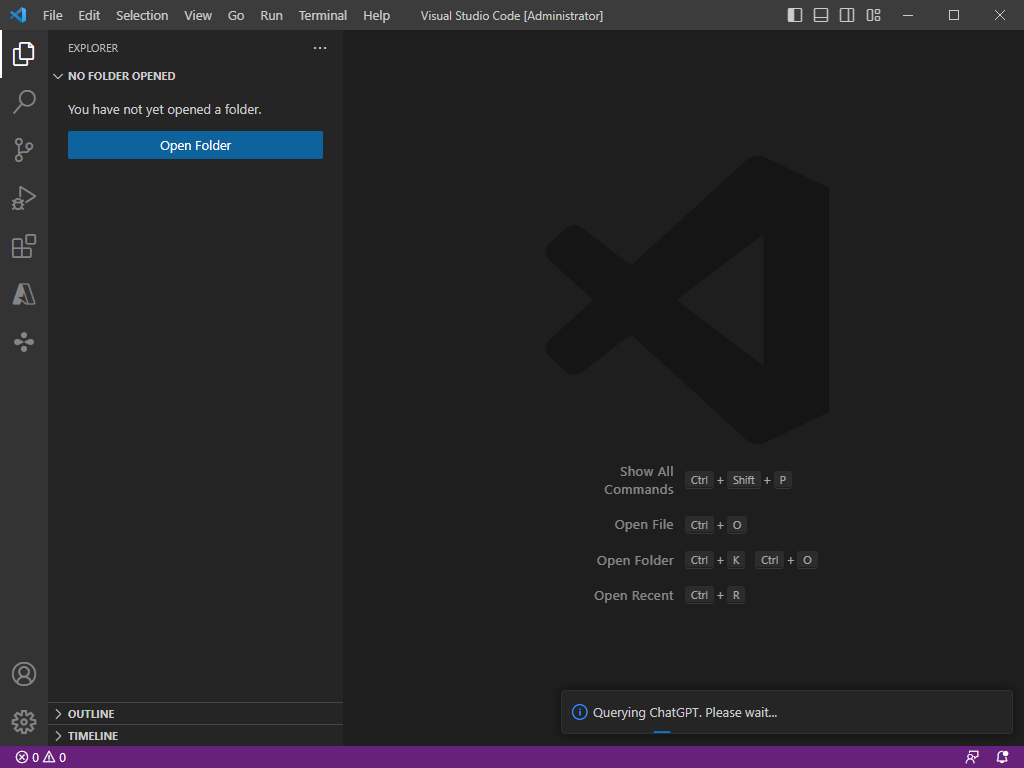 File Edit Selection View Go Run Terminal Help Visual Studio Code [Administrator]
EXPLORER
NO FOLDER OPENED
You have not yet opened a folder.
Open Folder
Show All
Commands
Ctrl + Shift + P
Open File Ctrl + O
Open Folder Ctrl + K Ctrl + O
Open Recent Ctrl + R
Querying ChatGPT. Please wait...
OUTLINE
TIMELINE
0 0